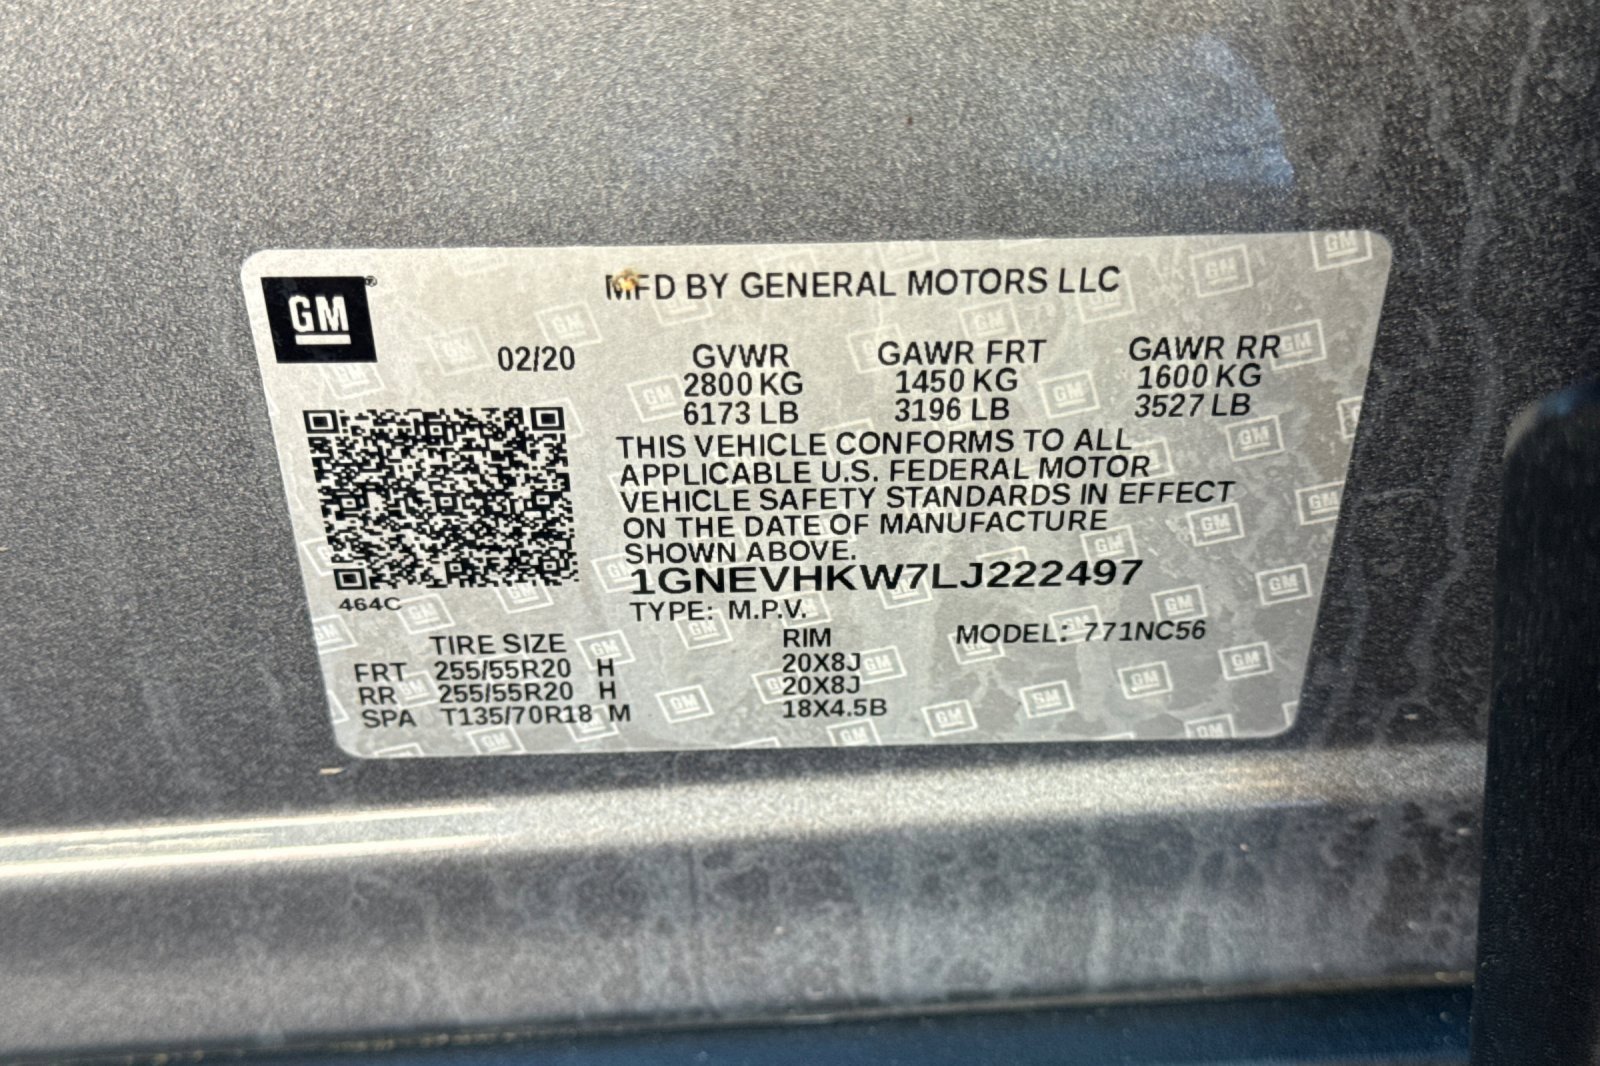 GM
MFD BY GENERAL MOTORS LLC
02/20
GVWR GAWR FRT GAWR RR
2800 KG 1450 KG 1600 KG
6173 LB 3196 LB 3527 LB
THIS VEHICLE CONFORMS TO ALL
APPLICABLE U.S. FEDERAL MOTOR
VEHICLE SAFETY STANDARDS IN EFFECT
ON THE DATE OF MANUFACTURE
SHOWN ABOVE.
1GNEVHKW7LJ222497
464C
TYPE: M.P.V.
TIRE SIZE RIM MODEL: 771NC56
FRT 255/55R20 H 20X8J
RR 255/55R20 H 20X8J
SPA T135/70R18 M 18X4.5B